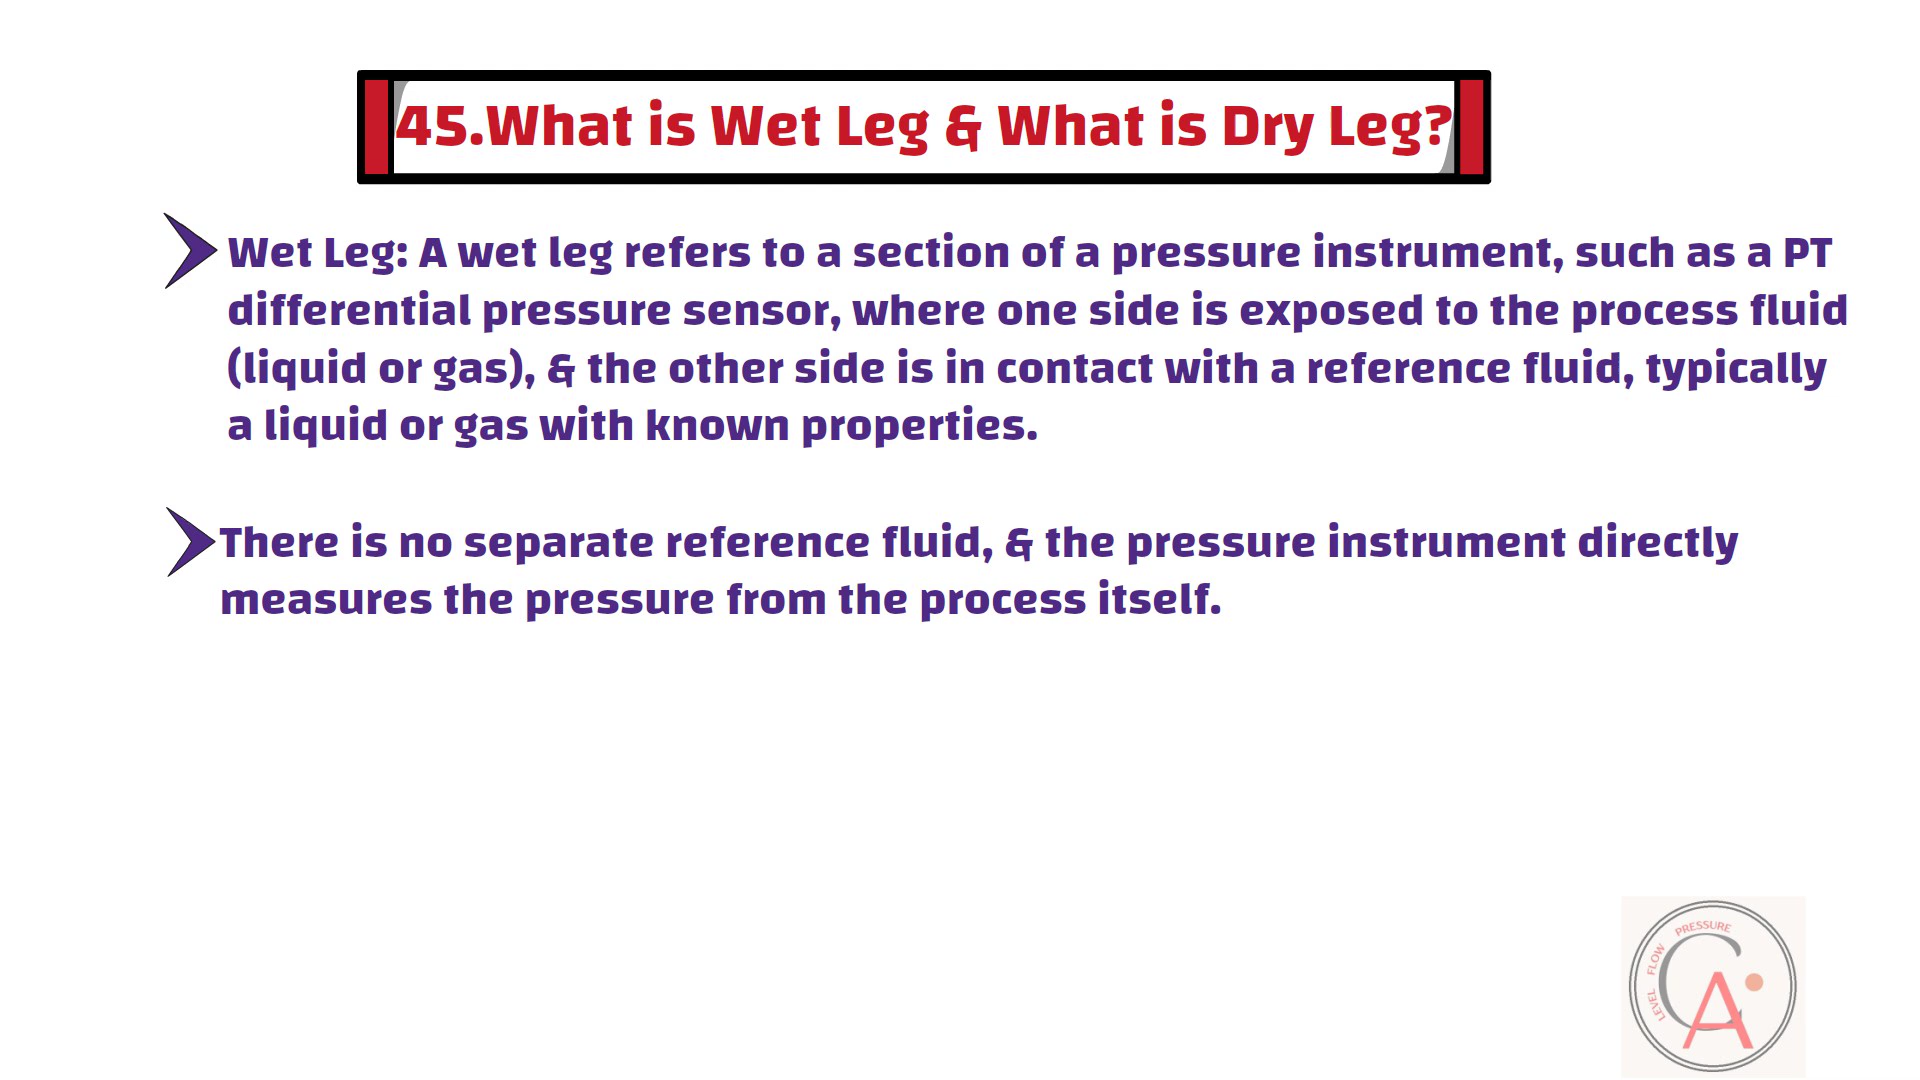 45.What is Wet Leg & What is Dry Leg?
Wet Leg: A wet leg refers to a section of a pressure instrument, such as a PT
differential pressure sensor, where one side is exposed to the process fluid
(liquid or gas), & the other side is in contact with a reference fluid, typically
a liquid or gas with known properties.
There is no separate reference fluid, & the pressure instrument directly
measures the pressure from the process itself.
LEVEL FLOW PRESSURE
CA